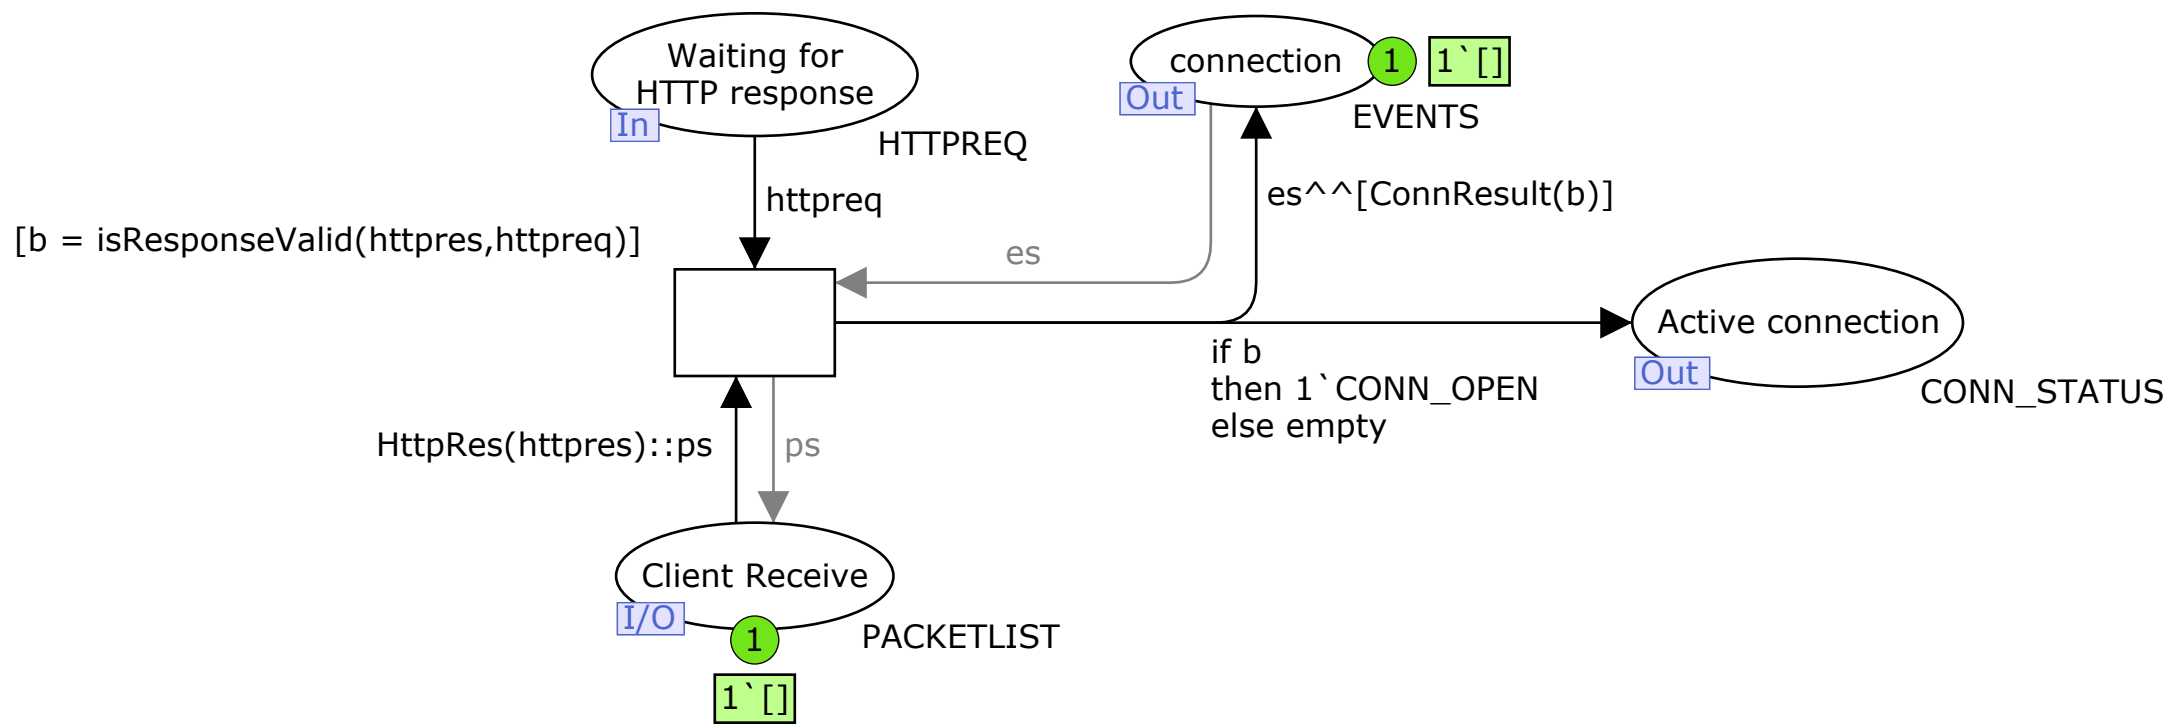 Waiting for
HTTP response
In
HTTPREQ
connection
1
1`[]
Out
EVENTS
httpreq
es^^[ConnResult(b)]
[b = isResponseValid(httpres,httpreq)]
es
Active connection
Out
CONN_STATUS
if b
then 1`CONN_OPEN
else empty
HttpRes(httpres)::ps
ps
Client Receive
I/O
PACKETLIST
1
1`[]